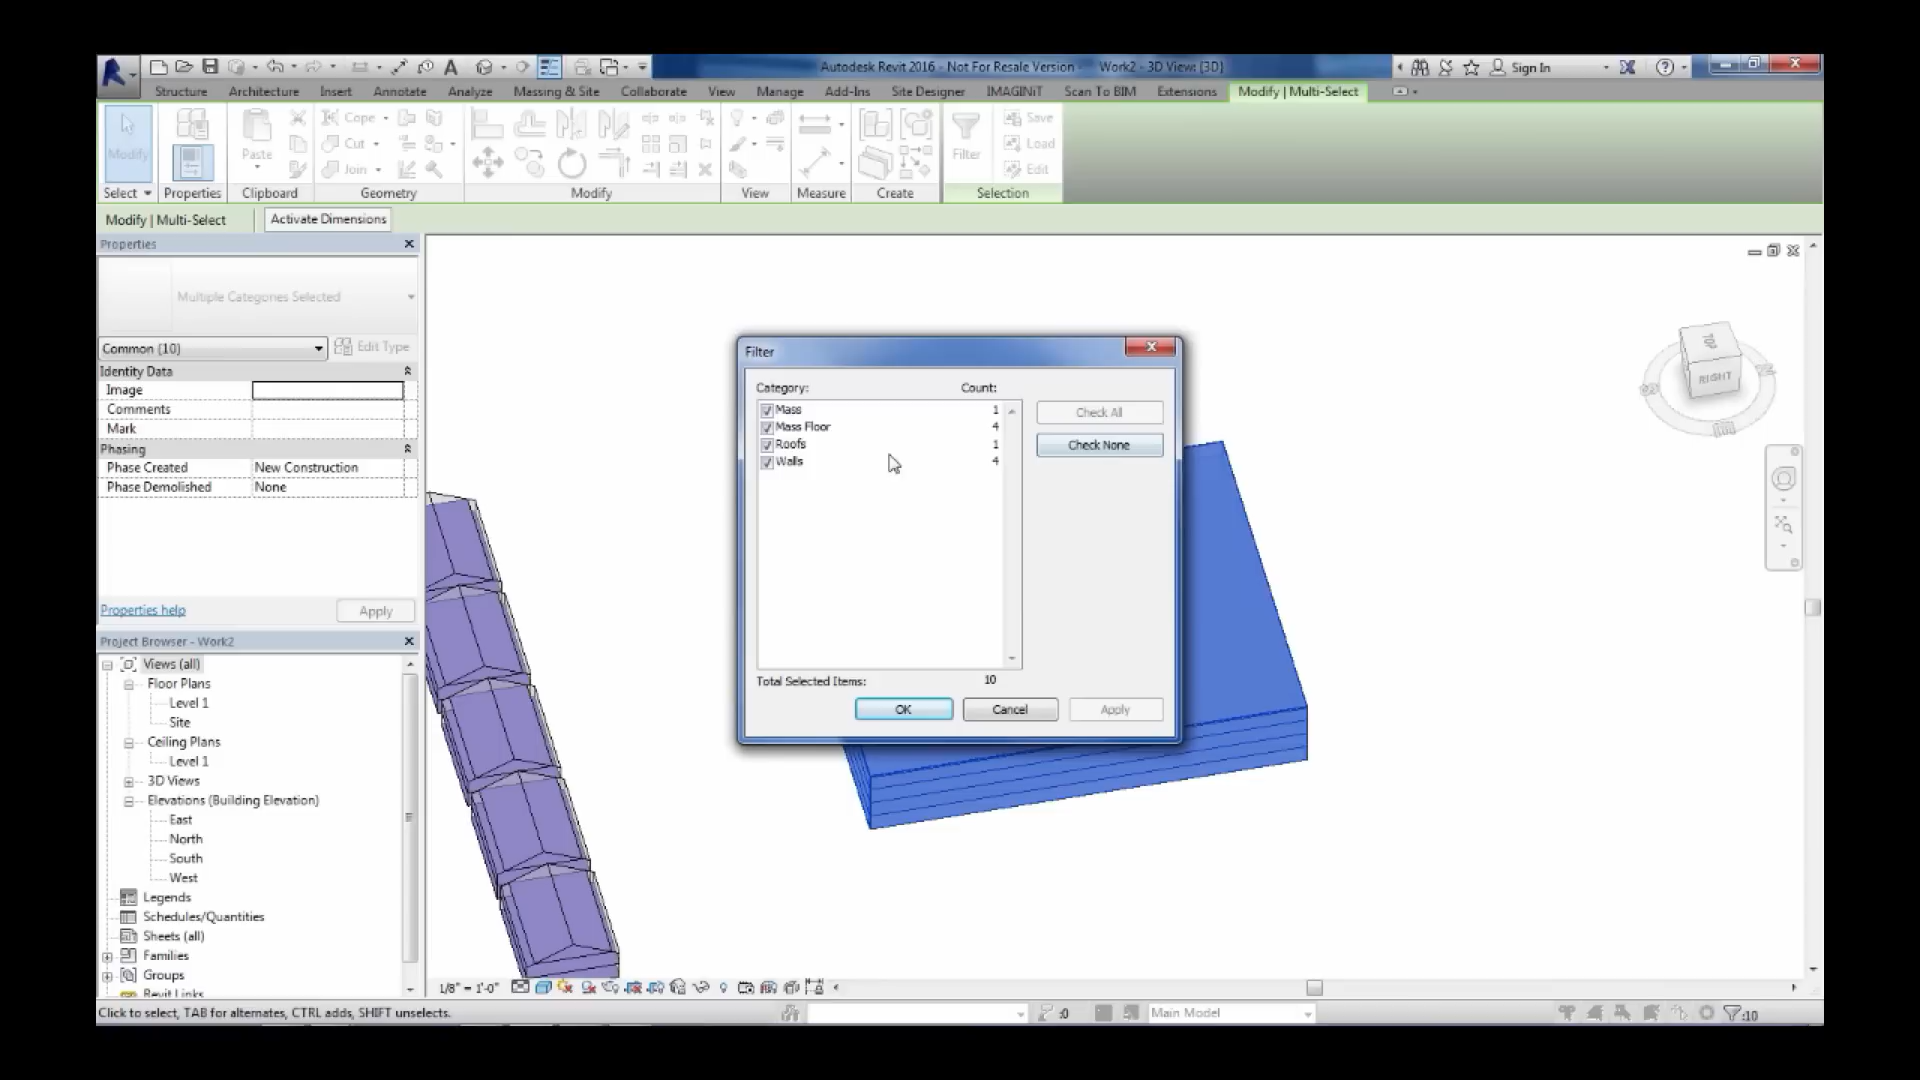 Autodesk Revit 2016 - Not For Resale Version - Work2 - 3D View: {3D}
Sign In
Structure Architecture Insert Annotate Analyze Massing & Site Collaborate View Manage Add-Ins Site Designer IMAGINiT Scan To BIM Extensions Modify | Multi-Select
Modify
Paste
Cope
Cut
Join
Filter
Save
Load
Edit
Select Properties Clipboard Geometry Modify View Measure Create Selection
Modify | Multi-Select Activate Dimensions
Properties
Multiple Categories Selected
Common (10) Edit Type
Identity Data
Image
Comments
Mark
Phasing
Phase Created New Construction
Phase Demolished None
Properties help Apply
Project Browser - Work2
Views (all)
Floor Plans
Level 1
Site
Ceiling Plans
Level 1
3D Views
Elevations (Building Elevation)
East
North
South
West
Legends
Schedules/Quantities
Sheets (all)
Families
Groups
Revit Links
Filter
Category: Count:
Mass 1
Mass Floor 4
Roofs 1
Walls 4
Check All
Check None
Total Selected Items: 10
OK Cancel Apply
RIGHT
1/8" = 1'-0"
Click to select, TAB for alternates, CTRL adds, SHIFT unselects.
:0
Main Model
:10